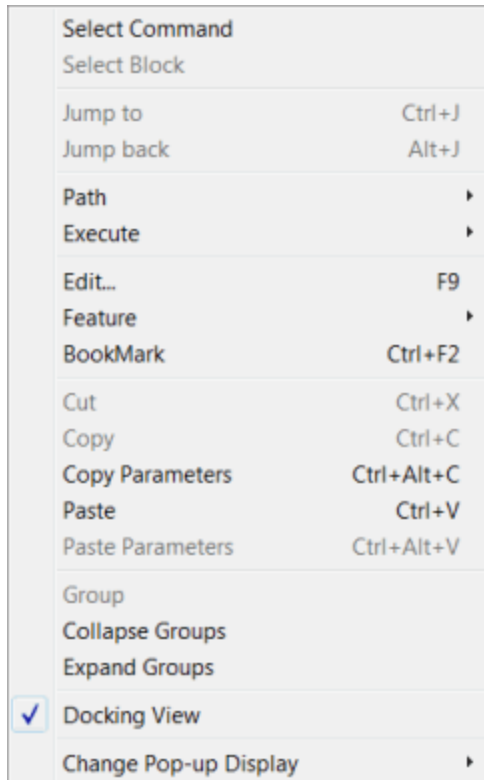 Select Command
Select Block
Jump to Ctrl+J
Jump back Alt+J
Path
Execute
Edit... F9
Feature
BookMark Ctrl+F2
Cut Ctrl+X
Copy Ctrl+C
Copy Parameters Ctrl+Alt+C
Paste Ctrl+V
Paste Parameters Ctrl+Alt+V
Group
Collapse Groups
Expand Groups
Docking View
Change Pop-up Display